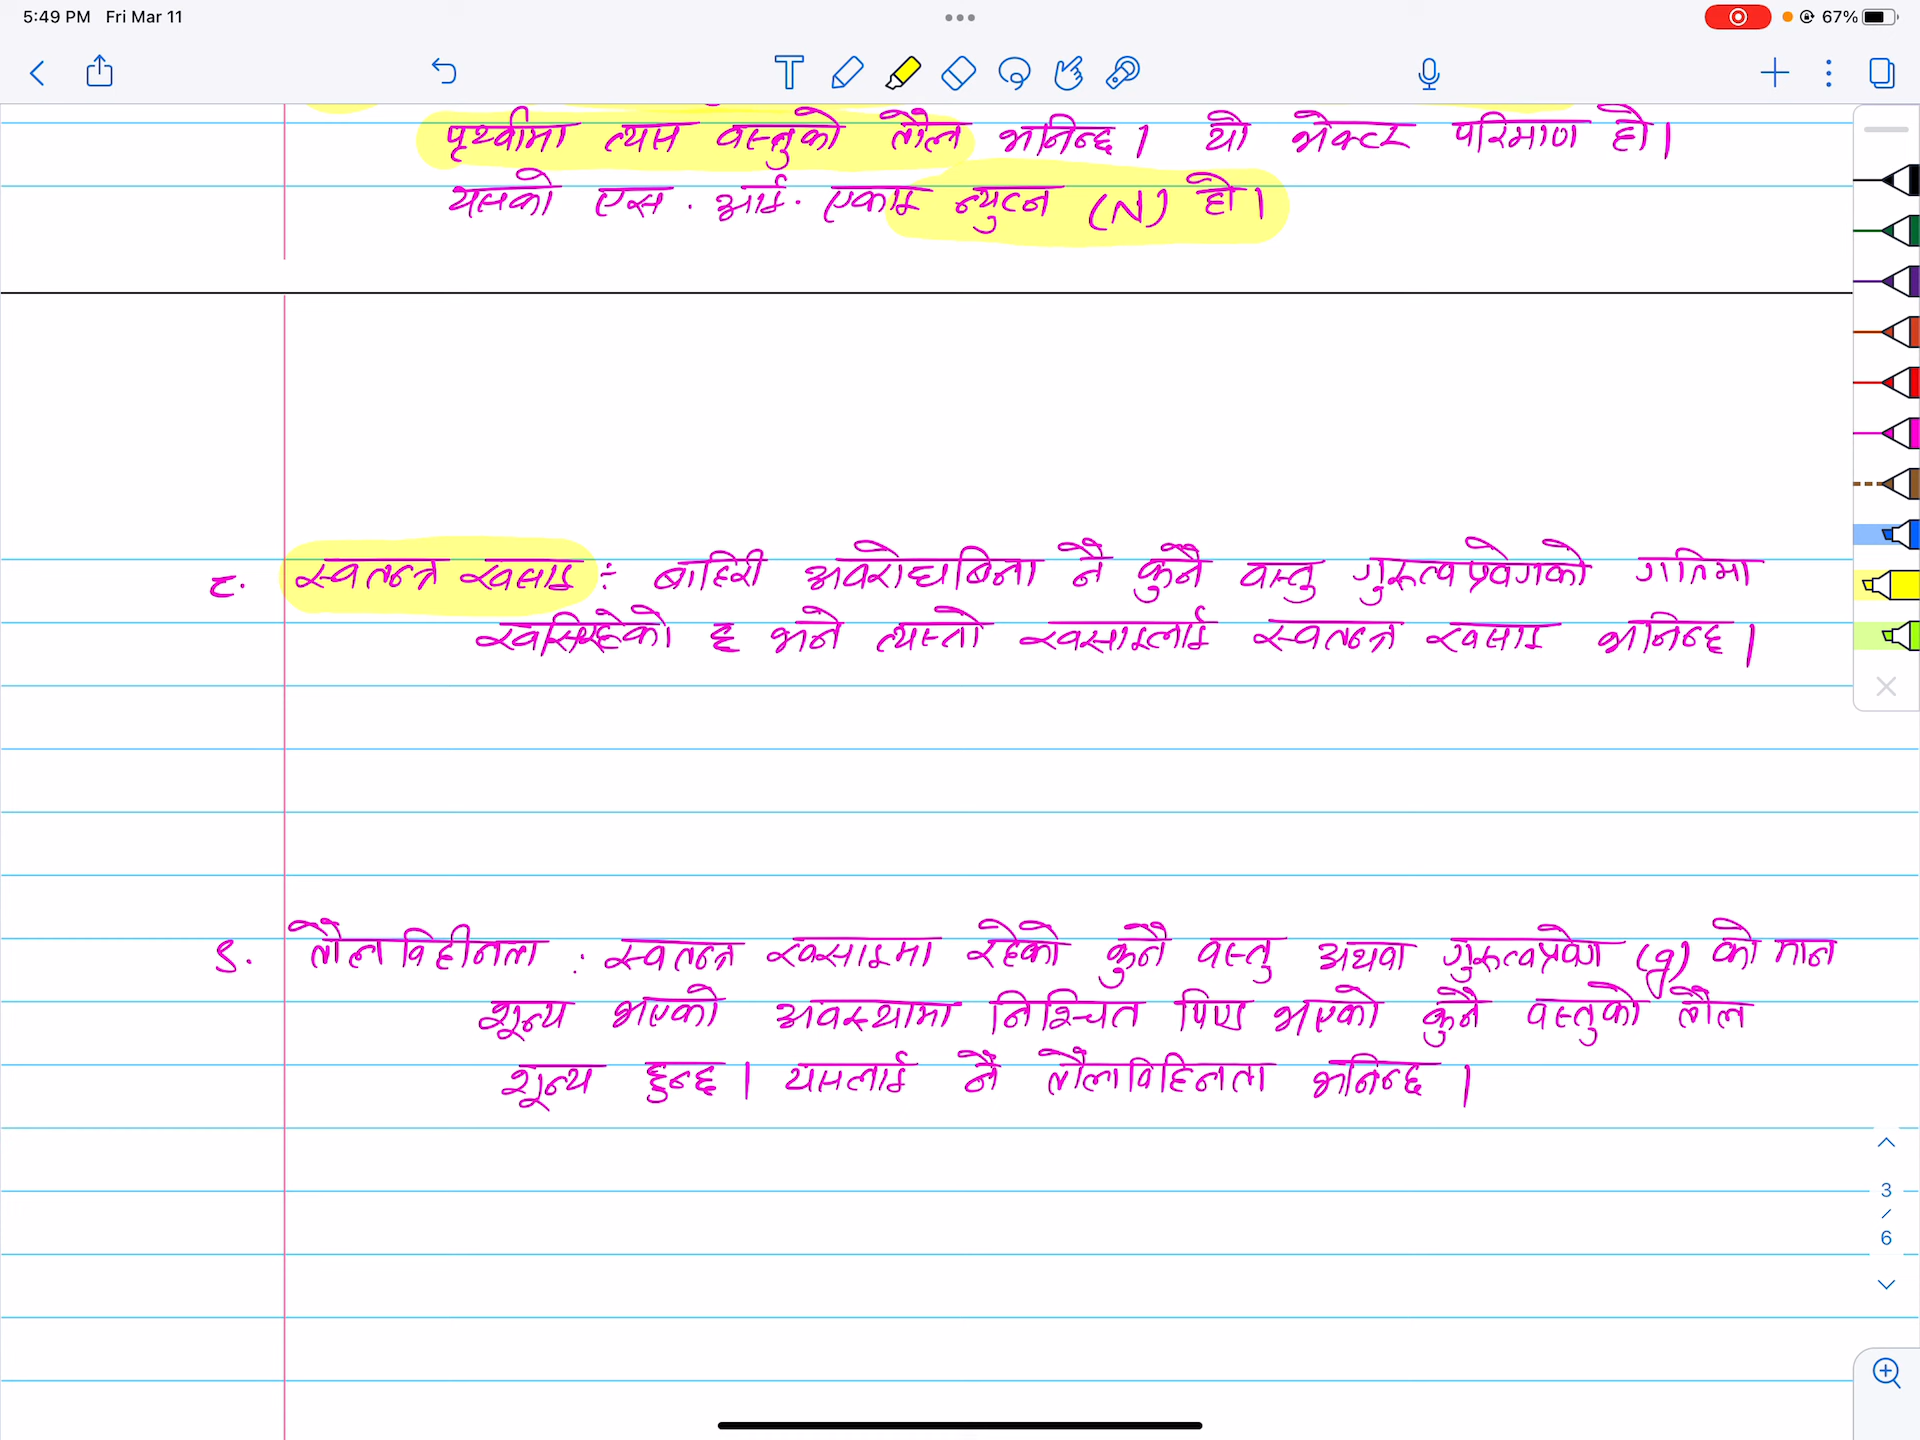 5:49 PM Fri Mar 11
67%
पृथ्वीमा त्यस वस्तुको तौल भनिन्छ। यो भेक्टर परिमाण हो।
यसको एस. आई. एकाइ न्युटन (N) हो।
८. स्वतन्त्र खसाइ : बाहिरी अवरोधबिना नै कुनै वस्तु गुरुत्वप्रवेगको गतिमा
खसिरहेको छ भने त्यस्तो खसाइलाई स्वतन्त्र खसाइ भनिन्छ।
९. तौलविहीनता : स्वतन्त्र खसाइमा रहेको कुनै वस्तु अथवा गुरुत्वप्रवेग (g) को मान
शून्य भएको अवस्थामा निश्चित पिण्ड भएको कुनै वस्तुको तौल
शून्य हुन्छ। यसलाई नै तौलविहिनता भनिन्छ।
3
/
6